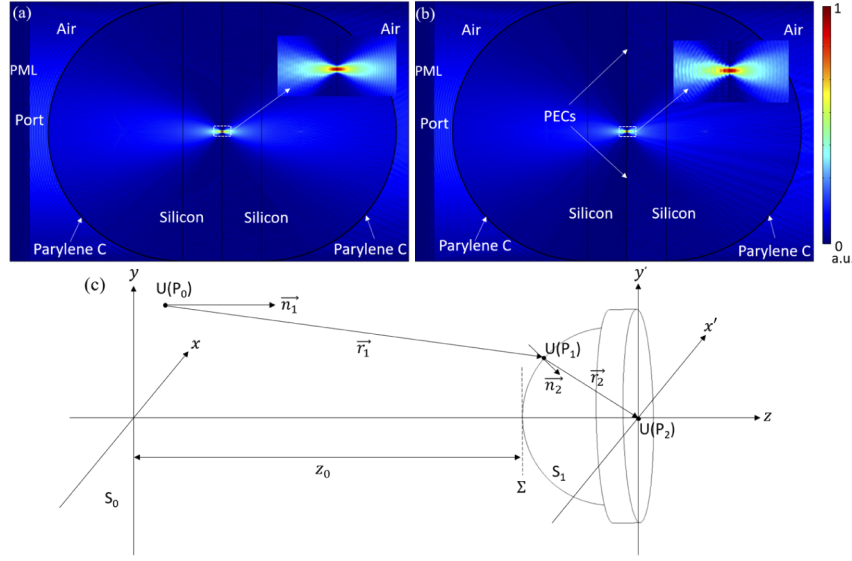 (a)
Air
Air
PML
Port
Silicon
Silicon
Parylene C
Parylene C
(b)
Air
Air
PML
Port
PECs
Silicon
Silicon
Parylene C
Parylene C
1
0
a.u.
(c)
y
U(P₀)
n₁
x
r₁
z₀
S₀
Σ
y′
x′
U(P₁)
n₂
r₂
U(P₂)
z
S₁